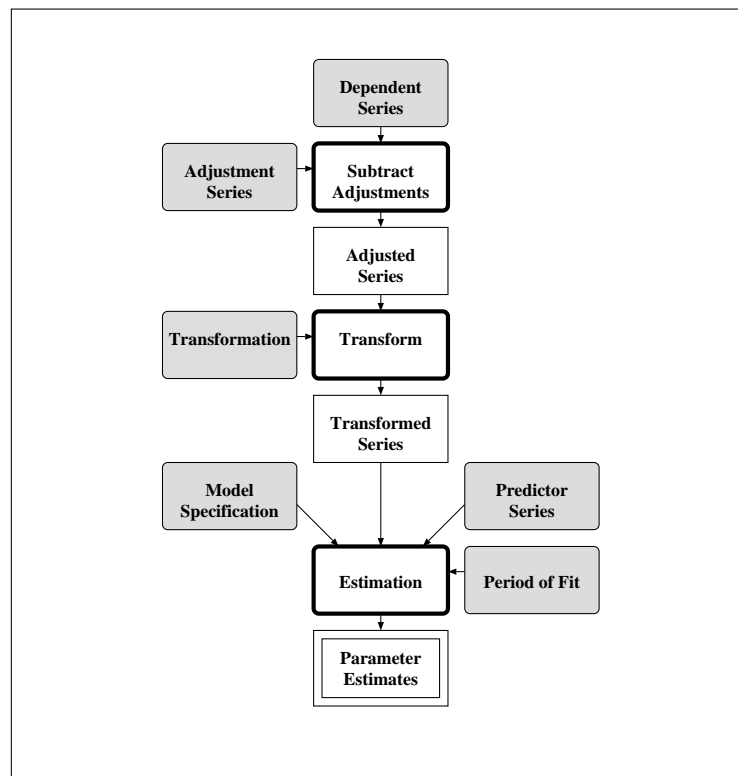 Dependent
Series
Adjustment
Series
Subtract
Adjustments
Adjusted
Series
Transformation
Transform
Transformed
Series
Model
Specification
Predictor
Series
Estimation
Period of Fit
Parameter
Estimates